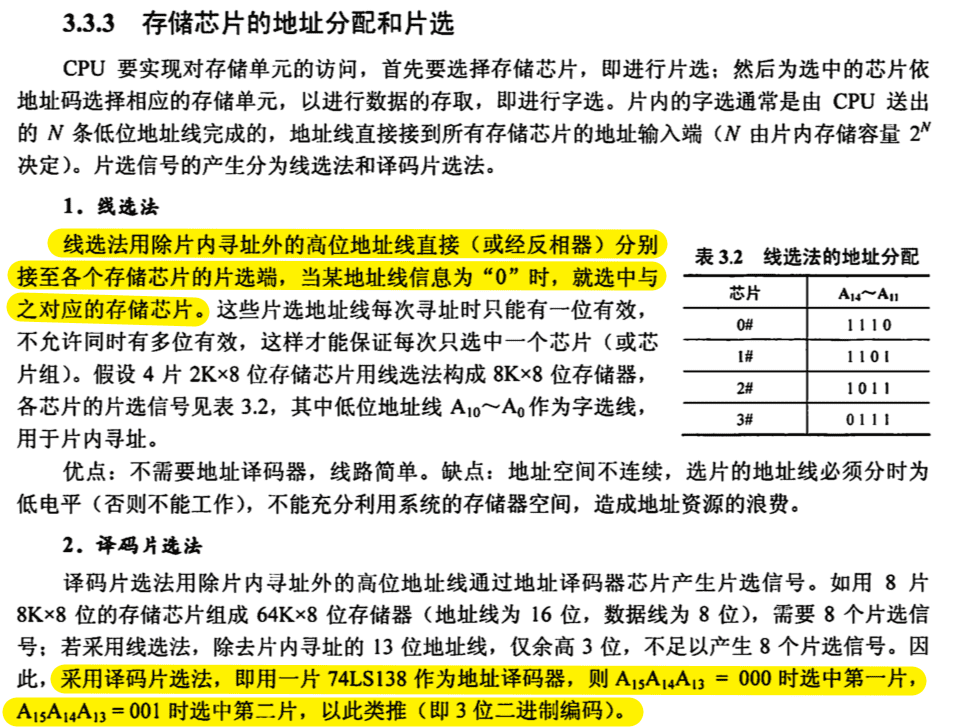 3.3.3 存储芯片的地址分配和片选
CPU 要实现对存储单元的访问，首先要选择存储芯片，即进行片选；然后为选中的芯片依
地址码选择相应的存储单元，以进行数据的存取，即进行字选。片内的字选通常是由 CPU 送出
的 N 条低位地址线完成的，地址线直接接到所有存储芯片的地址输入端（N 由片内存储容量 2^N
决定）。片选信号的产生分为线选法和译码片选法。
1．线选法
线选法用除片内寻址外的高位地址线直接（或经反相器）分别
接至各个存储芯片的片选端，当某地址线信息为“0”时，就选中与
之对应的存储芯片。这些片选地址线每次寻址时只能有一位有效，
不允许同时有多位有效，这样才能保证每次只选中一个芯片（或芯
片组）。假设 4 片 2K×8 位存储芯片用线选法构成 8K×8 位存储器，
各芯片的片选信号见表 3.2，其中低位地址线 A₁₀～A₀ 作为字选线，
用于片内寻址。
表 3.2 线选法的地址分配
芯片 A₁₄～A₁₁
0# 1 1 1 0
1# 1 1 0 1
2# 1 0 1 1
3# 0 1 1 1
优点：不需要地址译码器，线路简单。缺点：地址空间不连续，选片的地址线必须分时为
低电平（否则不能工作），不能充分利用系统的存储器空间，造成地址资源的浪费。
2．译码片选法
译码片选法用除片内寻址外的高位地址线通过地址译码器芯片产生片选信号。如用 8 片
8K×8 位的存储芯片组成 64K×8 位存储器（地址线为 16 位，数据线为 8 位），需要 8 个片选信
号；若采用线选法，除去片内寻址的 13 位地址线，仅余高 3 位，不足以产生 8 个片选信号。因
此，采用译码片选法，即用一片 74LS138 作为地址译码器，则 A₁₅A₁₄A₁₃ = 000 时选中第一片，
A₁₅A₁₄A₁₃ = 001 时选中第二片，以此类推（即 3 位二进制编码）。